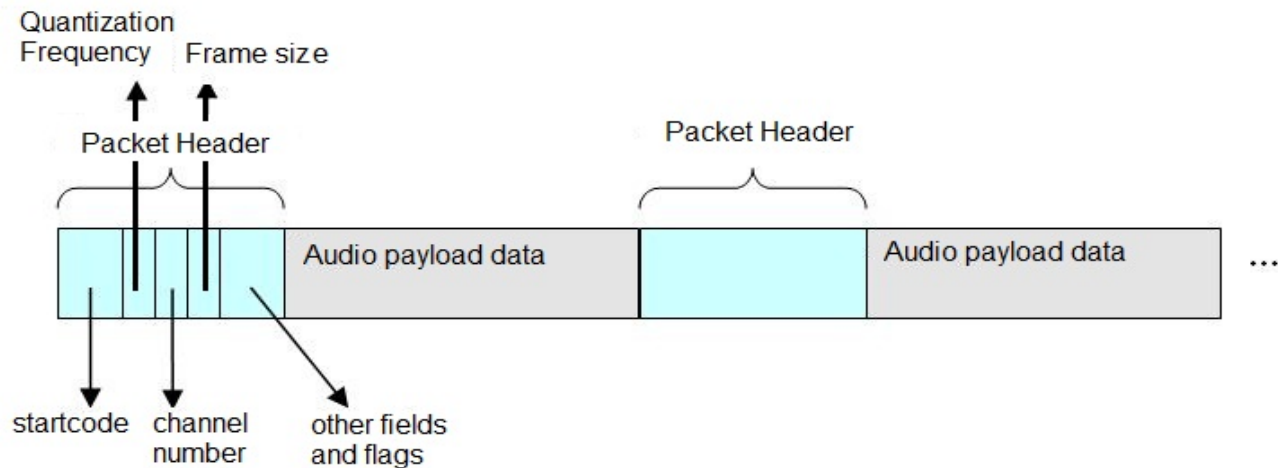 Quantization
Frequency
Frame size
Packet Header
Packet Header
Audio payload data
Audio payload data
...
startcode
channel
number
other fields
and flags